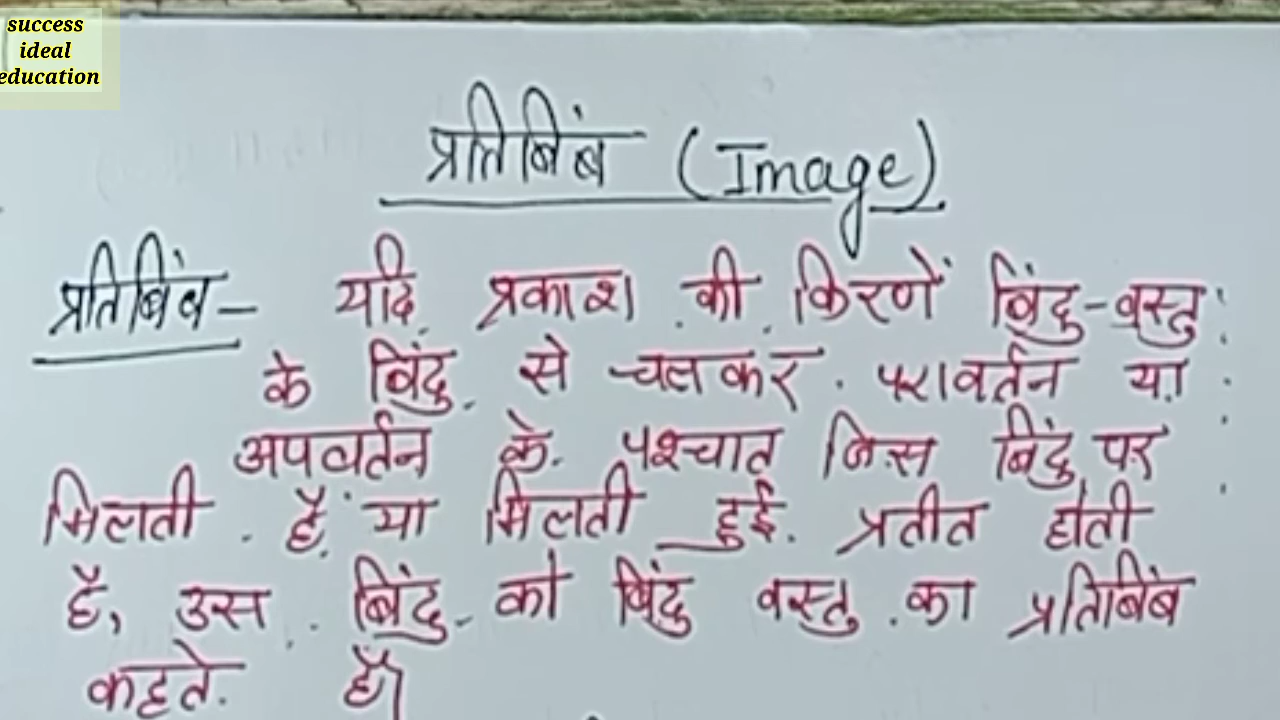 success
ideal
education
प्रतिबिंब (Image)
प्रतिबिंब - यदि प्रकाश की किरणें बिंदु-वस्तु
के बिंदु से चलकर परावर्तन या
अपवर्तन के पश्चात जिस बिंदु पर
मिलती हैं या मिलती हुई प्रतीत होती
है, उस बिंदु को बिंदु वस्तु का प्रतिबिंब
कहते हैं।